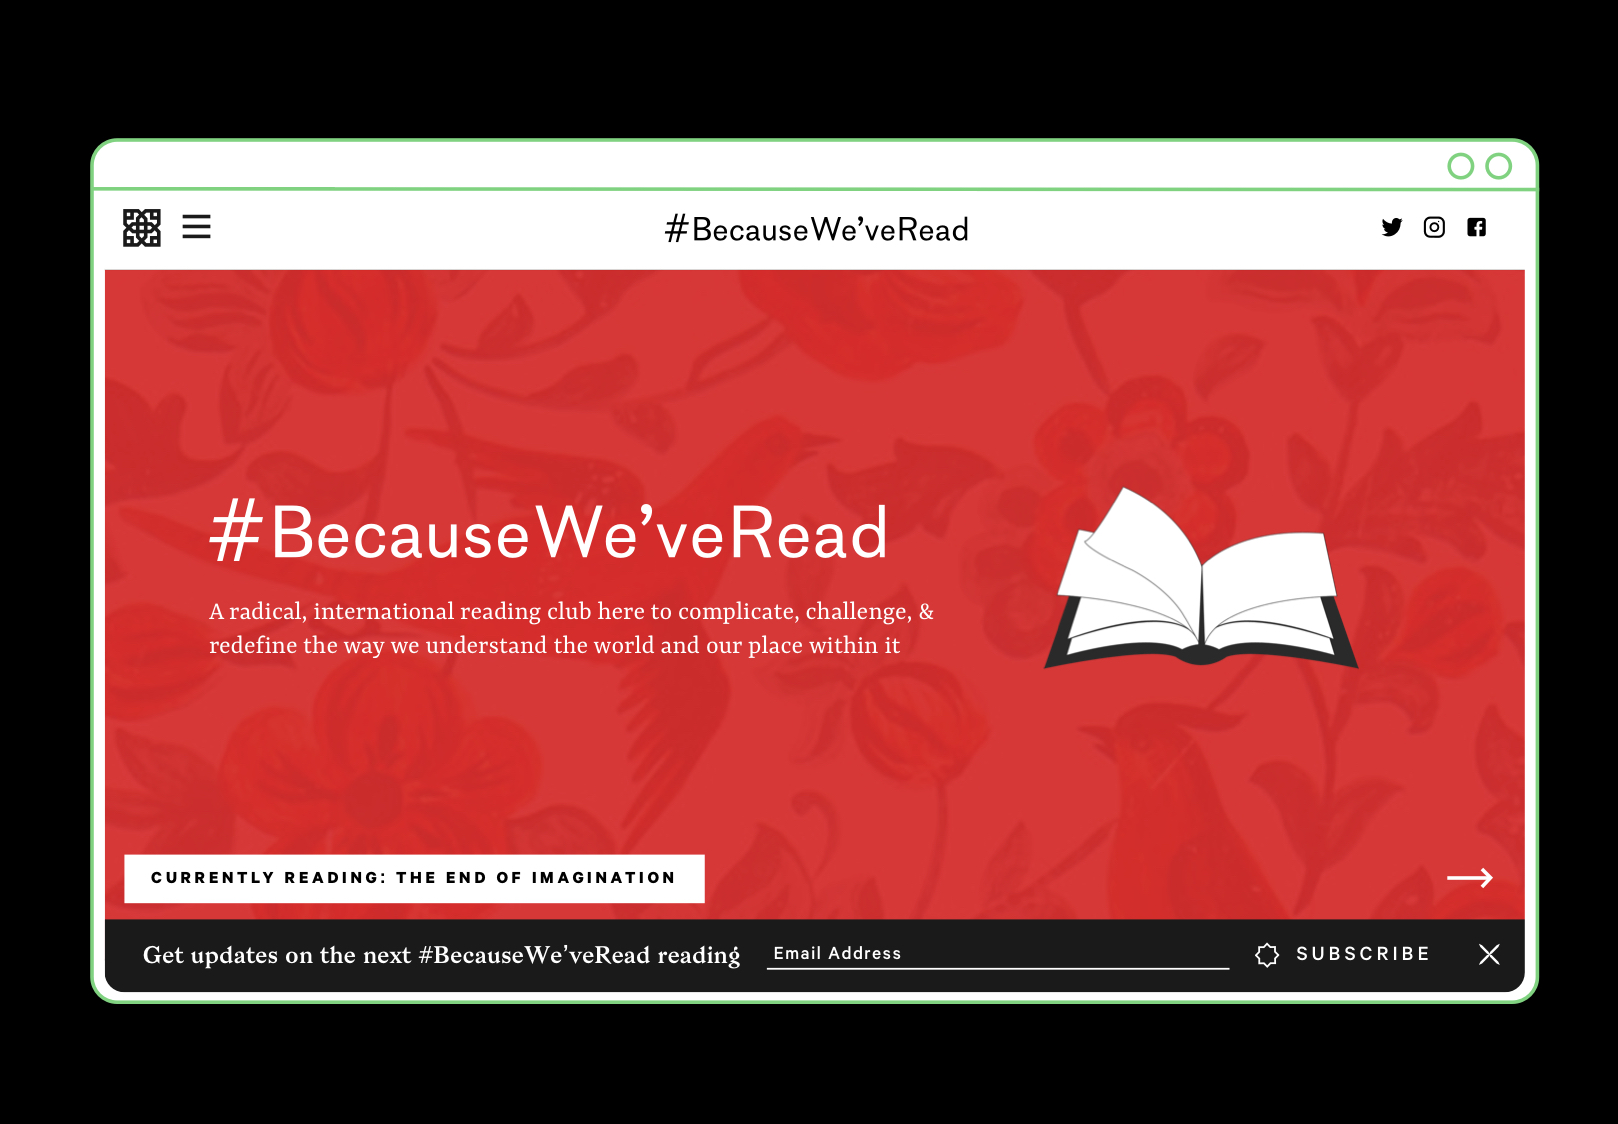 #BecauseWe’veRead
#BecauseWe’veRead
A radical, international reading club here to complicate, challenge, &
redefine the way we understand the world and our place within it
CURRENTLY READING: THE END OF IMAGINATION
Get updates on the next #BecauseWe’veRead reading
Email Address
SUBSCRIBE